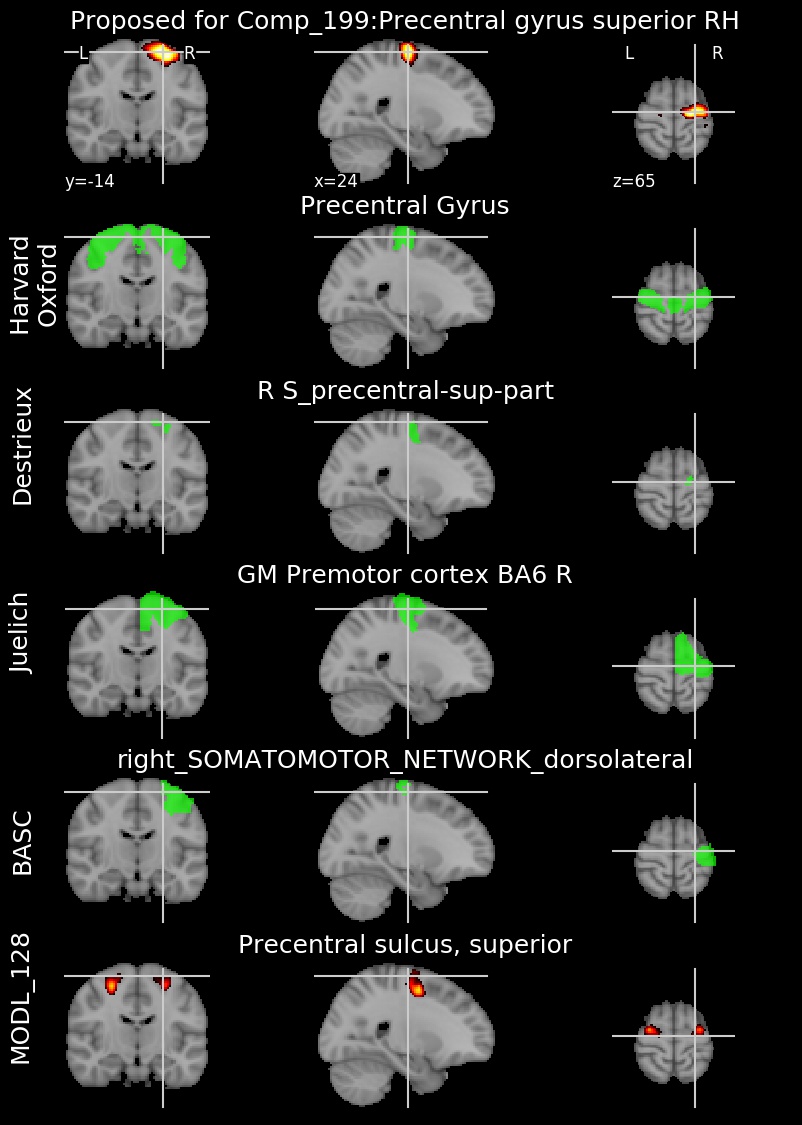 Proposed for Comp_199:Precentral gyrus superior RH
L R
L R
y=-14
x=24
z=65
Precentral Gyrus
Harvard
Oxford
R S_precentral-sup-part
Destrieux
GM Premotor cortex BA6 R
Juelich
right_SOMATOMOTOR_NETWORK_dorsolateral
BASC
Precentral sulcus, superior
MODL_128